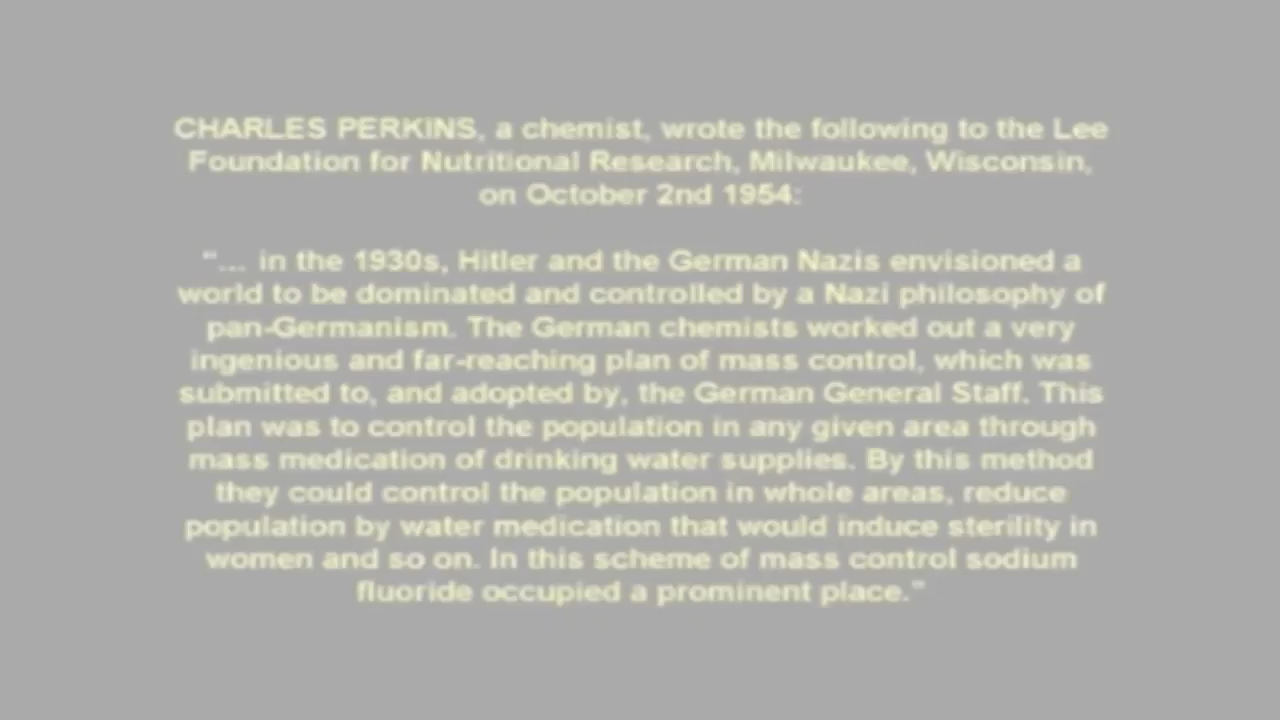 CHARLES PERKINS, a chemist, wrote the following to the Lee
Foundation for Nutritional Research, Milwaukee, Wisconsin,
on October 2nd 1954:
"... in the 1930s, Hitler and the German Nazis envisioned a
world to be dominated and controlled by a Nazi philosophy of
pan-Germanism. The German chemists worked out a very
ingenious and far-reaching plan of mass control, which was
submitted to, and adopted by, the German General Staff. This
plan was to control the population in any given area through
mass medication of drinking water supplies. By this method
they could control the population in whole areas, reduce
population by water medication that would induce sterility in
women and so on. In this scheme of mass control sodium
fluoride occupied a prominent place."